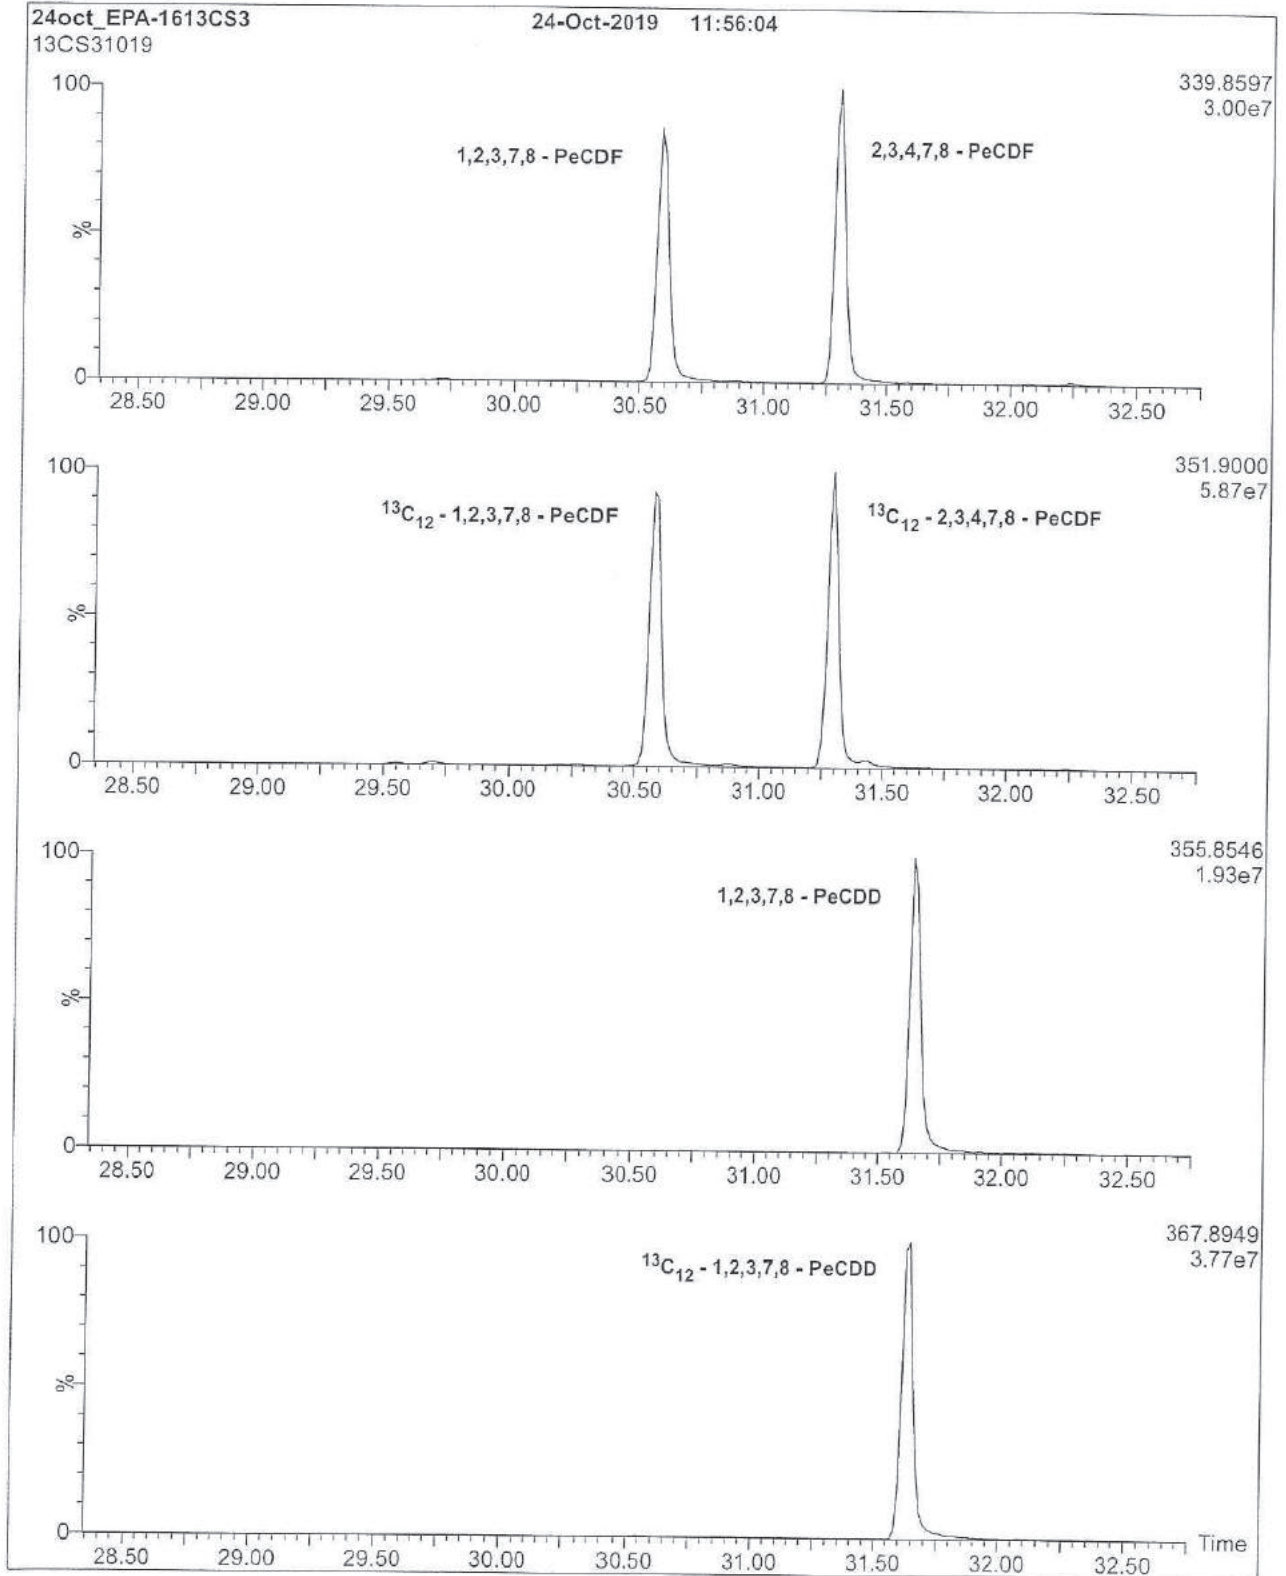 24oct_EPA-1613CS3 24-Oct-2019 11:56:04
13CS31019
339.8597
3.00e7
100
1,2,3,7,8 - PeCDF 2,3,4,7,8 - PeCDF
%
0
28.50 29.00 29.50 30.00 30.50 31.00 31.50 32.00 32.50
351.9000
5.87e7
100
¹³C₁₂ - 1,2,3,7,8 - PeCDF ¹³C₁₂ - 2,3,4,7,8 - PeCDF
%
0
28.50 29.00 29.50 30.00 30.50 31.00 31.50 32.00 32.50
355.8546
1.93e7
100
1,2,3,7,8 - PeCDD
%
0
28.50 29.00 29.50 30.00 30.50 31.00 31.50 32.00 32.50
367.8949
3.77e7
100
¹³C₁₂ - 1,2,3,7,8 - PeCDD
%
0
Time
28.50 29.00 29.50 30.00 30.50 31.00 31.50 32.00 32.50